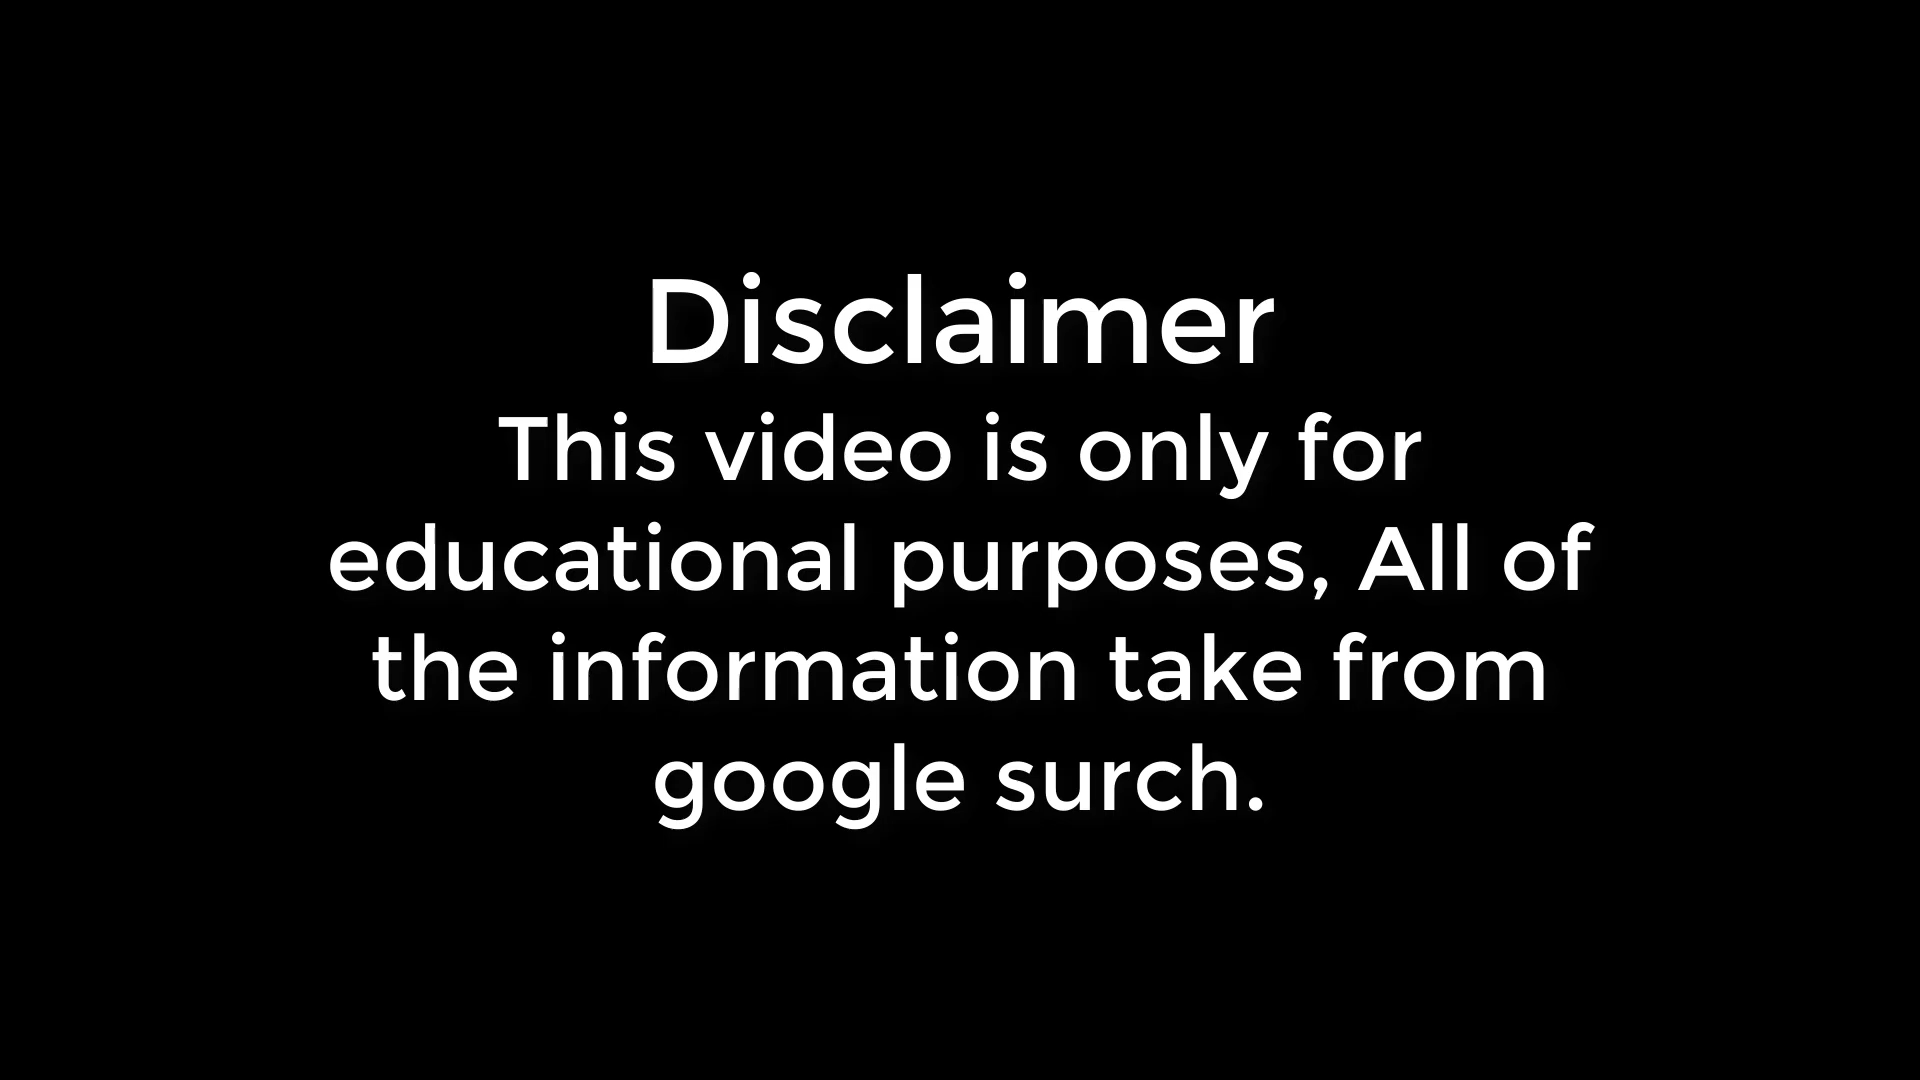 Disclaimer
This video is only for
educational purposes, All of
the information take from
google surch.